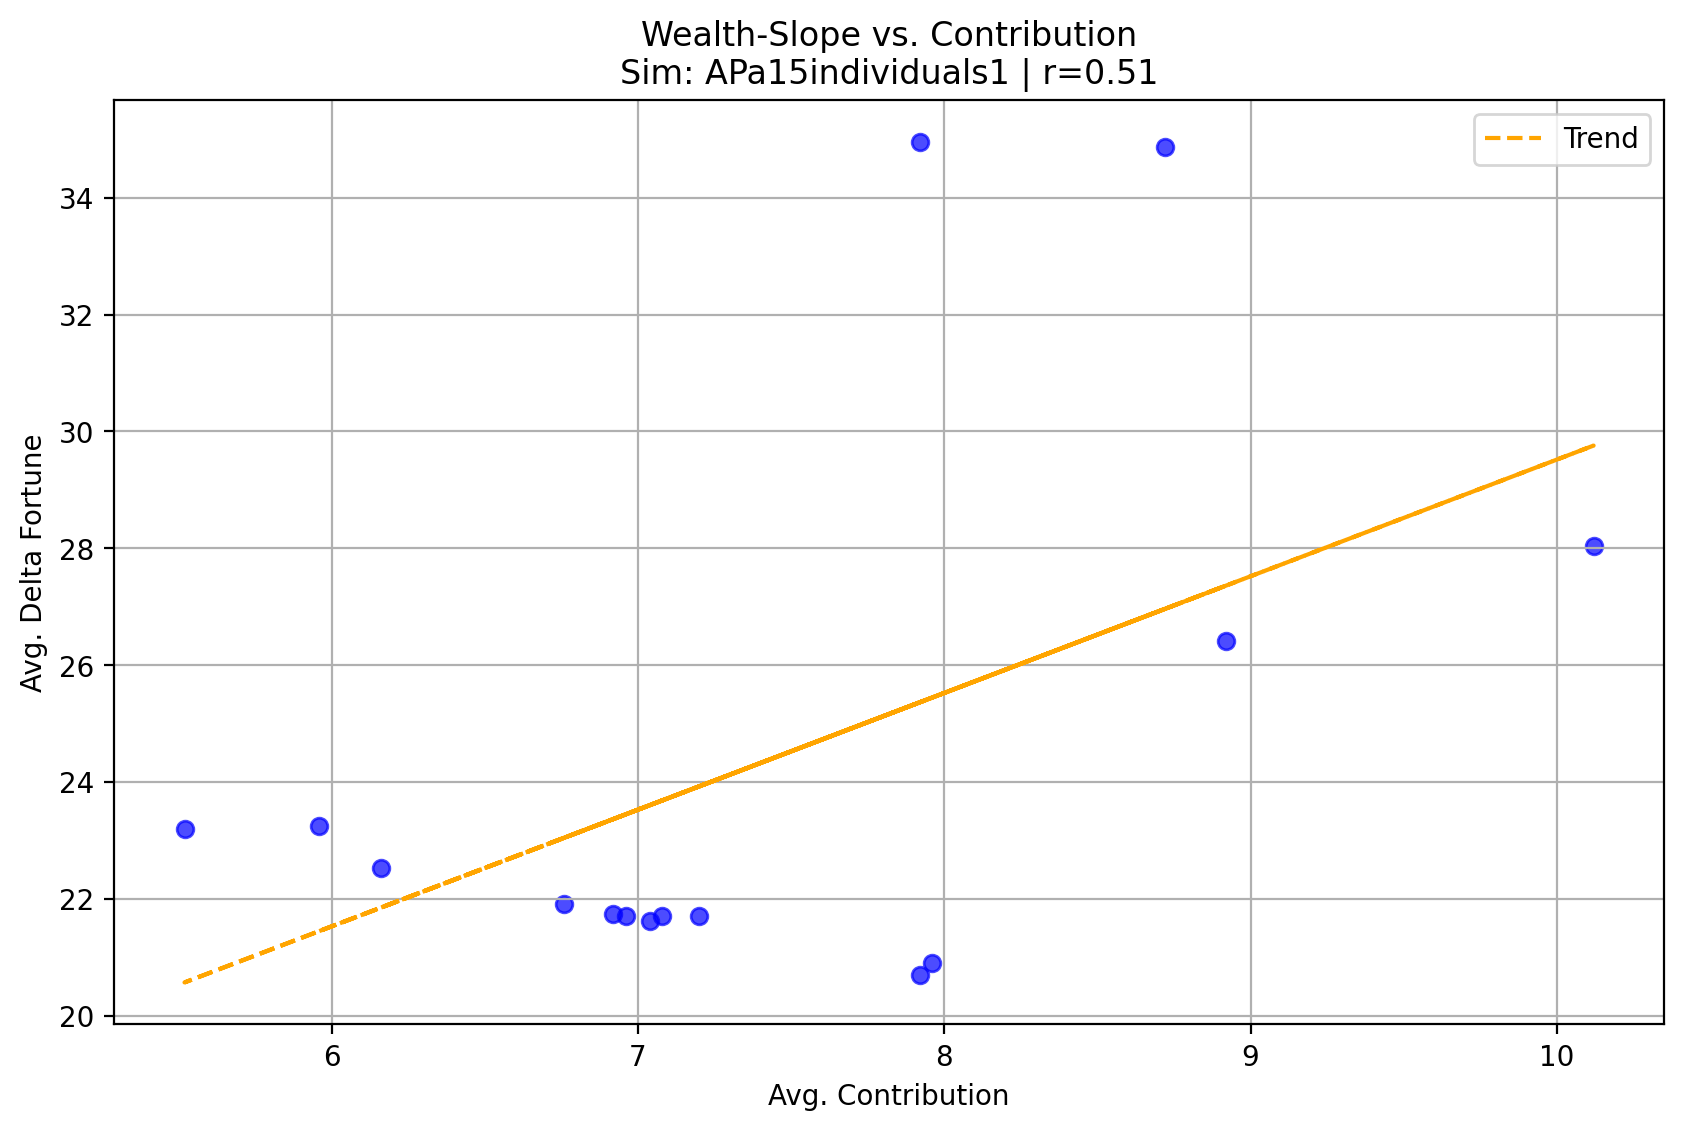 Wealth-Slope vs. Contribution
Sim: APa15individuals1 | r=0.51
Trend
34
32
30
28
26
24
22
20
Avg. Delta Fortune
6 7 8 9 10
Avg. Contribution